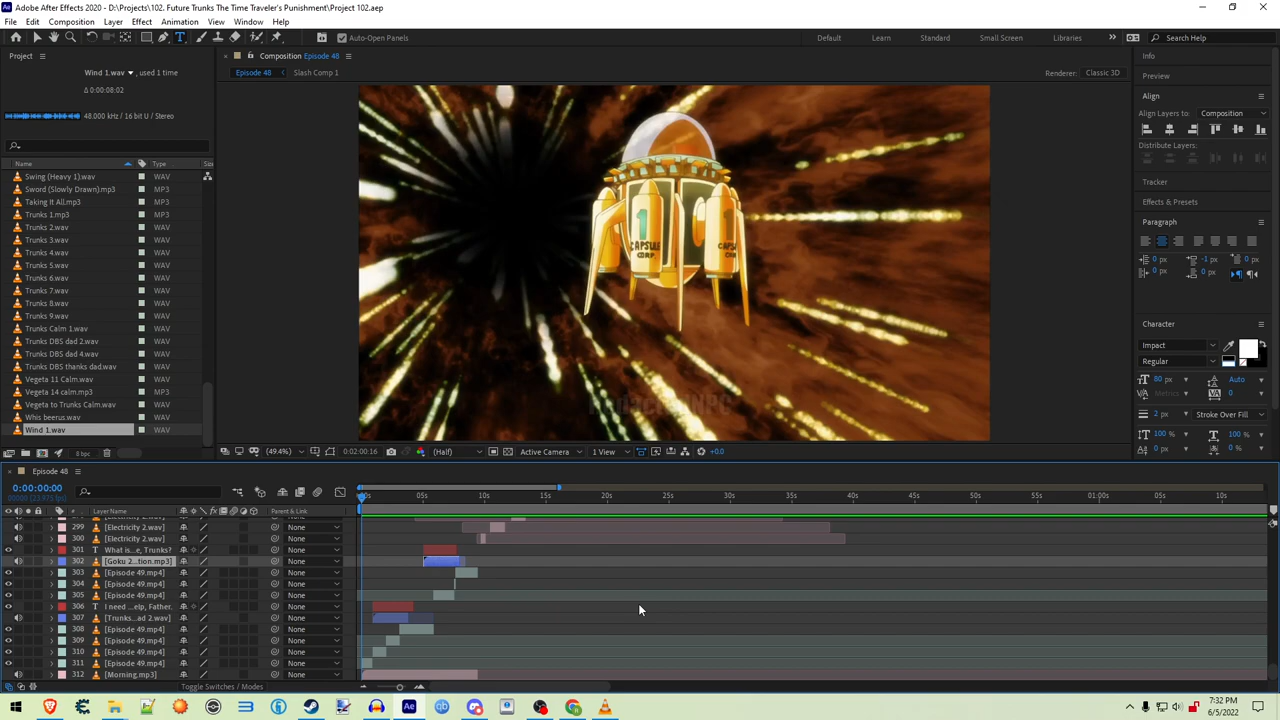 Adobe After Effects 2020 - D:\Projects\102. Future Trunks The Time Traveler's Punishment\Project 102.aep
File Edit Composition Layer Effect Animation View Window Help
Auto-Open Panels Default Learn Standard Small Screen Libraries Search Help
Project
Wind 1.wav , used 1 time
Δ 0:00:08:02
48.000 kHz / 16 bit U / Stereo
Name Type Siz
Swing (Heavy 1).wav WAV
Sword (Slowly Drawn).mp3 MP3
Taking It All.mp3 MP3
Trunks 1.mp3 MP3
Trunks 2.wav WAV
Trunks 3.wav WAV
Trunks 4.wav WAV
Trunks 5.wav WAV
Trunks 6.wav WAV
Trunks 7.wav WAV
Trunks 8.wav WAV
Trunks 9.wav WAV
Trunks Calm 1.wav WAV
Trunks DBS dad 2.wav WAV
Trunks DBS dad 4.wav WAV
Trunks DBS thanks dad.wav WAV
Vegeta 11 Calm.wav WAV
Vegeta 14 calm.mp3 MP3
Vegeta to Trunks Calm.wav WAV
Whis beerus.wav WAV
Wind 1.wav WAV
8 bpc
Composition Episode 48
Episode 48 Slash Comp 1 Renderer: Classic 3D
1
CAPSULE
CORP.
(49.4%) 0:02:00:16 (Half) Active Camera 1 View +0.0
Info
Preview
Align
Align Layers to: Composition
Distribute Layers:
Tracker
Effects & Presets
Paragraph
0 px -1 px 0 px
0 px 0 px
Character
Impact
Regular
80 px Auto
Metrics 0
2 px Stroke Over Fill
100 % 100 %
0 % 0 %
Episode 48
0:00:00:00
00000 (23.973 fps)
# Layer Name Parent & Link
05s 10s 15s 20s 25s 30s 35s 40s 45s 50s 55s 01:00s 10s
299 Electricity 2.wav None
300 Electricity 2.wav None
301 T What is...e, Trunks? None
302 [Goku 2...tion.mp3] None
303 [Episode 49.mp4] None
304 [Episode 49.mp4] None
305 [Episode 49.mp4] None
306 T I need ...elp, Father. None
307 [Trunks...ad 2.wav] None
308 [Episode 49.mp4] None
309 [Episode 49.mp4] None
310 [Episode 49.mp4] None
311 [Episode 49.mp4] None
312 [Morning.mp3] None
Toggle Switches / Modes
7:32 PM
6/5/2022